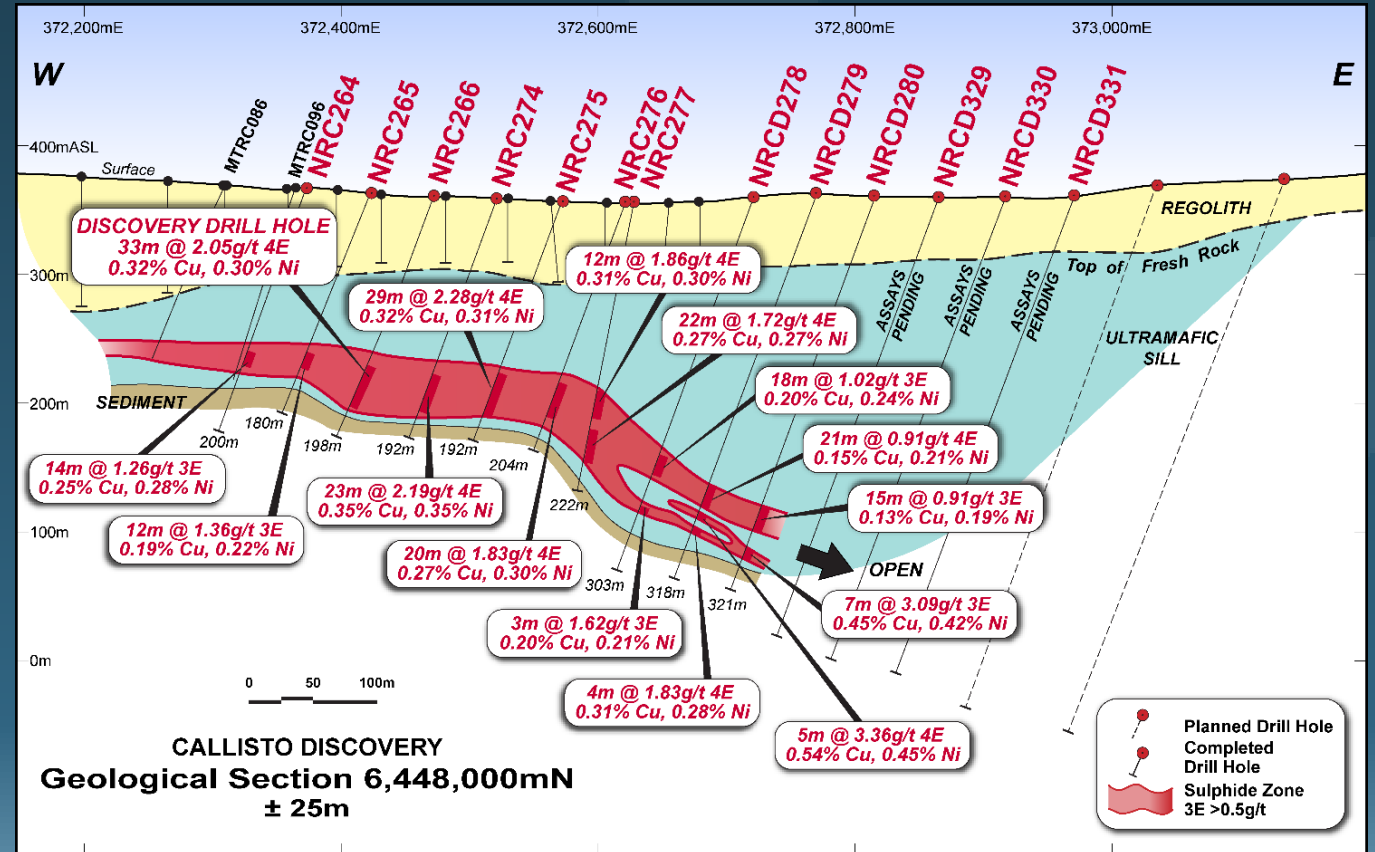 372,200mE
372,400mE
372,600mE
372,800mE
373,000mE
W
E
MTRC086
MTRC096
NRC264
NRC265
NRC266
NRC274
NRC275
NRC276
NRC277
NRCD278
NRCD279
NRCD280
NRCD329
NRCD330
NRCD331
400mASL
Surface
REGOLITH
DISCOVERY DRILL HOLE
33m @ 2.05g/t 4E
0.32% Cu, 0.30% Ni
12m @ 1.86g/t 4E
0.31% Cu, 0.30% Ni
Top of Fresh Rock
300m
ASSAYS
PENDING
ASSAYS
PENDING
ASSAYS
PENDING
29m @ 2.28g/t 4E
0.32% Cu, 0.31% Ni
22m @ 1.72g/t 4E
0.27% Cu, 0.27% Ni
ULTRAMAFIC
SILL
18m @ 1.02g/t 3E
0.20% Cu, 0.24% Ni
200m
SEDIMENT
200m
180m
198m
192m
192m
204m
222m
21m @ 0.91g/t 4E
0.15% Cu, 0.21% Ni
14m @ 1.26g/t 3E
0.25% Cu, 0.28% Ni
23m @ 2.19g/t 4E
0.35% Cu, 0.35% Ni
15m @ 0.91g/t 3E
0.13% Cu, 0.19% Ni
100m
12m @ 1.36g/t 3E
0.19% Cu, 0.22% Ni
20m @ 1.83g/t 4E
0.27% Cu, 0.30% Ni
OPEN
303m
318m
321m
7m @ 3.09g/t 3E
0.45% Cu, 0.42% Ni
3m @ 1.62g/t 3E
0.20% Cu, 0.21% Ni
0m
4m @ 1.83g/t 4E
0.31% Cu, 0.28% Ni
5m @ 3.36g/t 4E
0.54% Cu, 0.45% Ni
0 50 100m
CALLISTO DISCOVERY
Geological Section 6,448,000mN
± 25m
Planned Drill Hole
Completed
Drill Hole
Sulphide Zone
3E >0.5g/t